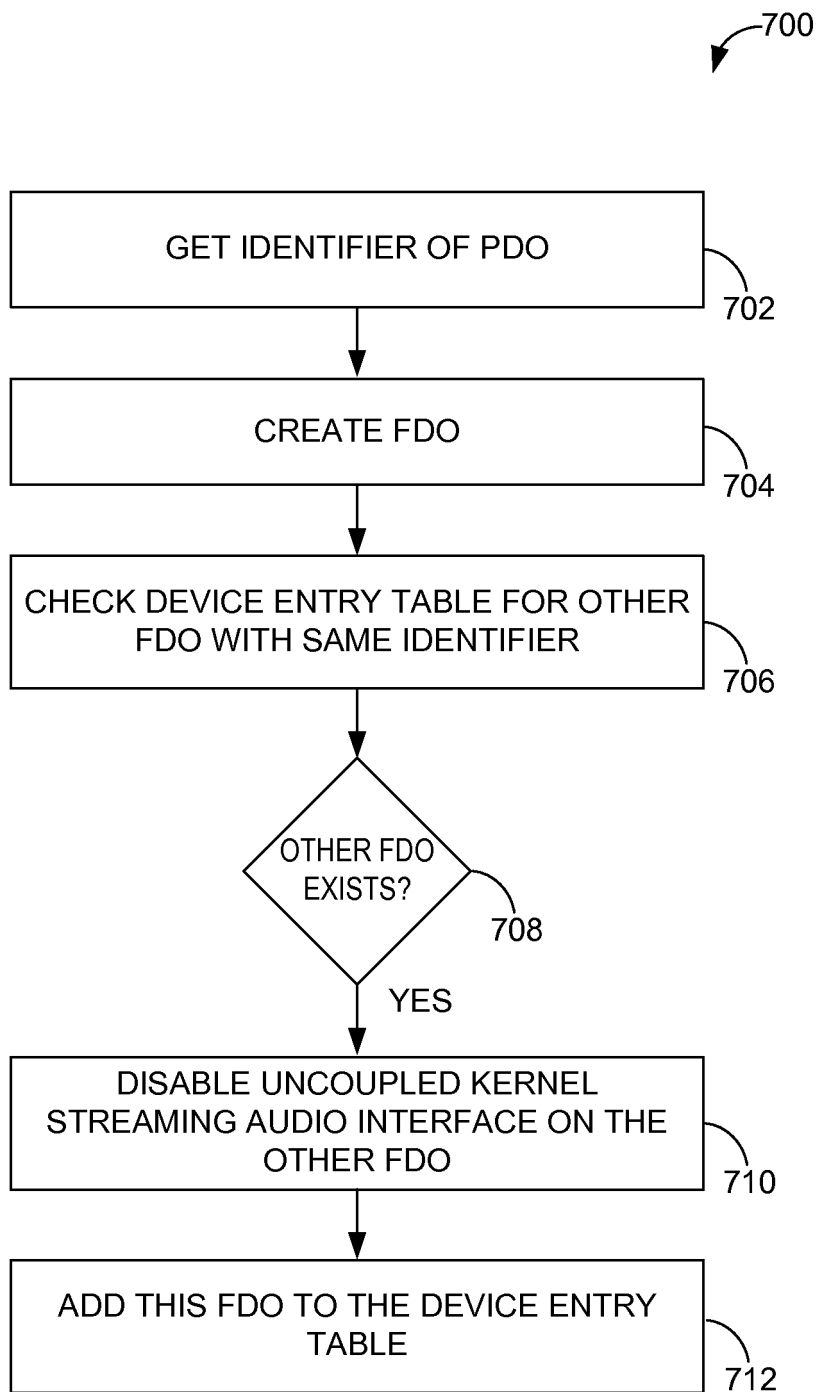 700
GET IDENTIFIER OF PDO
702
CREATE FDO
704
CHECK DEVICE ENTRY TABLE FOR OTHER
FDO WITH SAME IDENTIFIER
706
OTHER FDO
EXISTS?
708
YES
DISABLE UNCOUPLED KERNEL
STREAMING AUDIO INTERFACE ON THE
OTHER FDO
710
ADD THIS FDO TO THE DEVICE ENTRY
TABLE
712